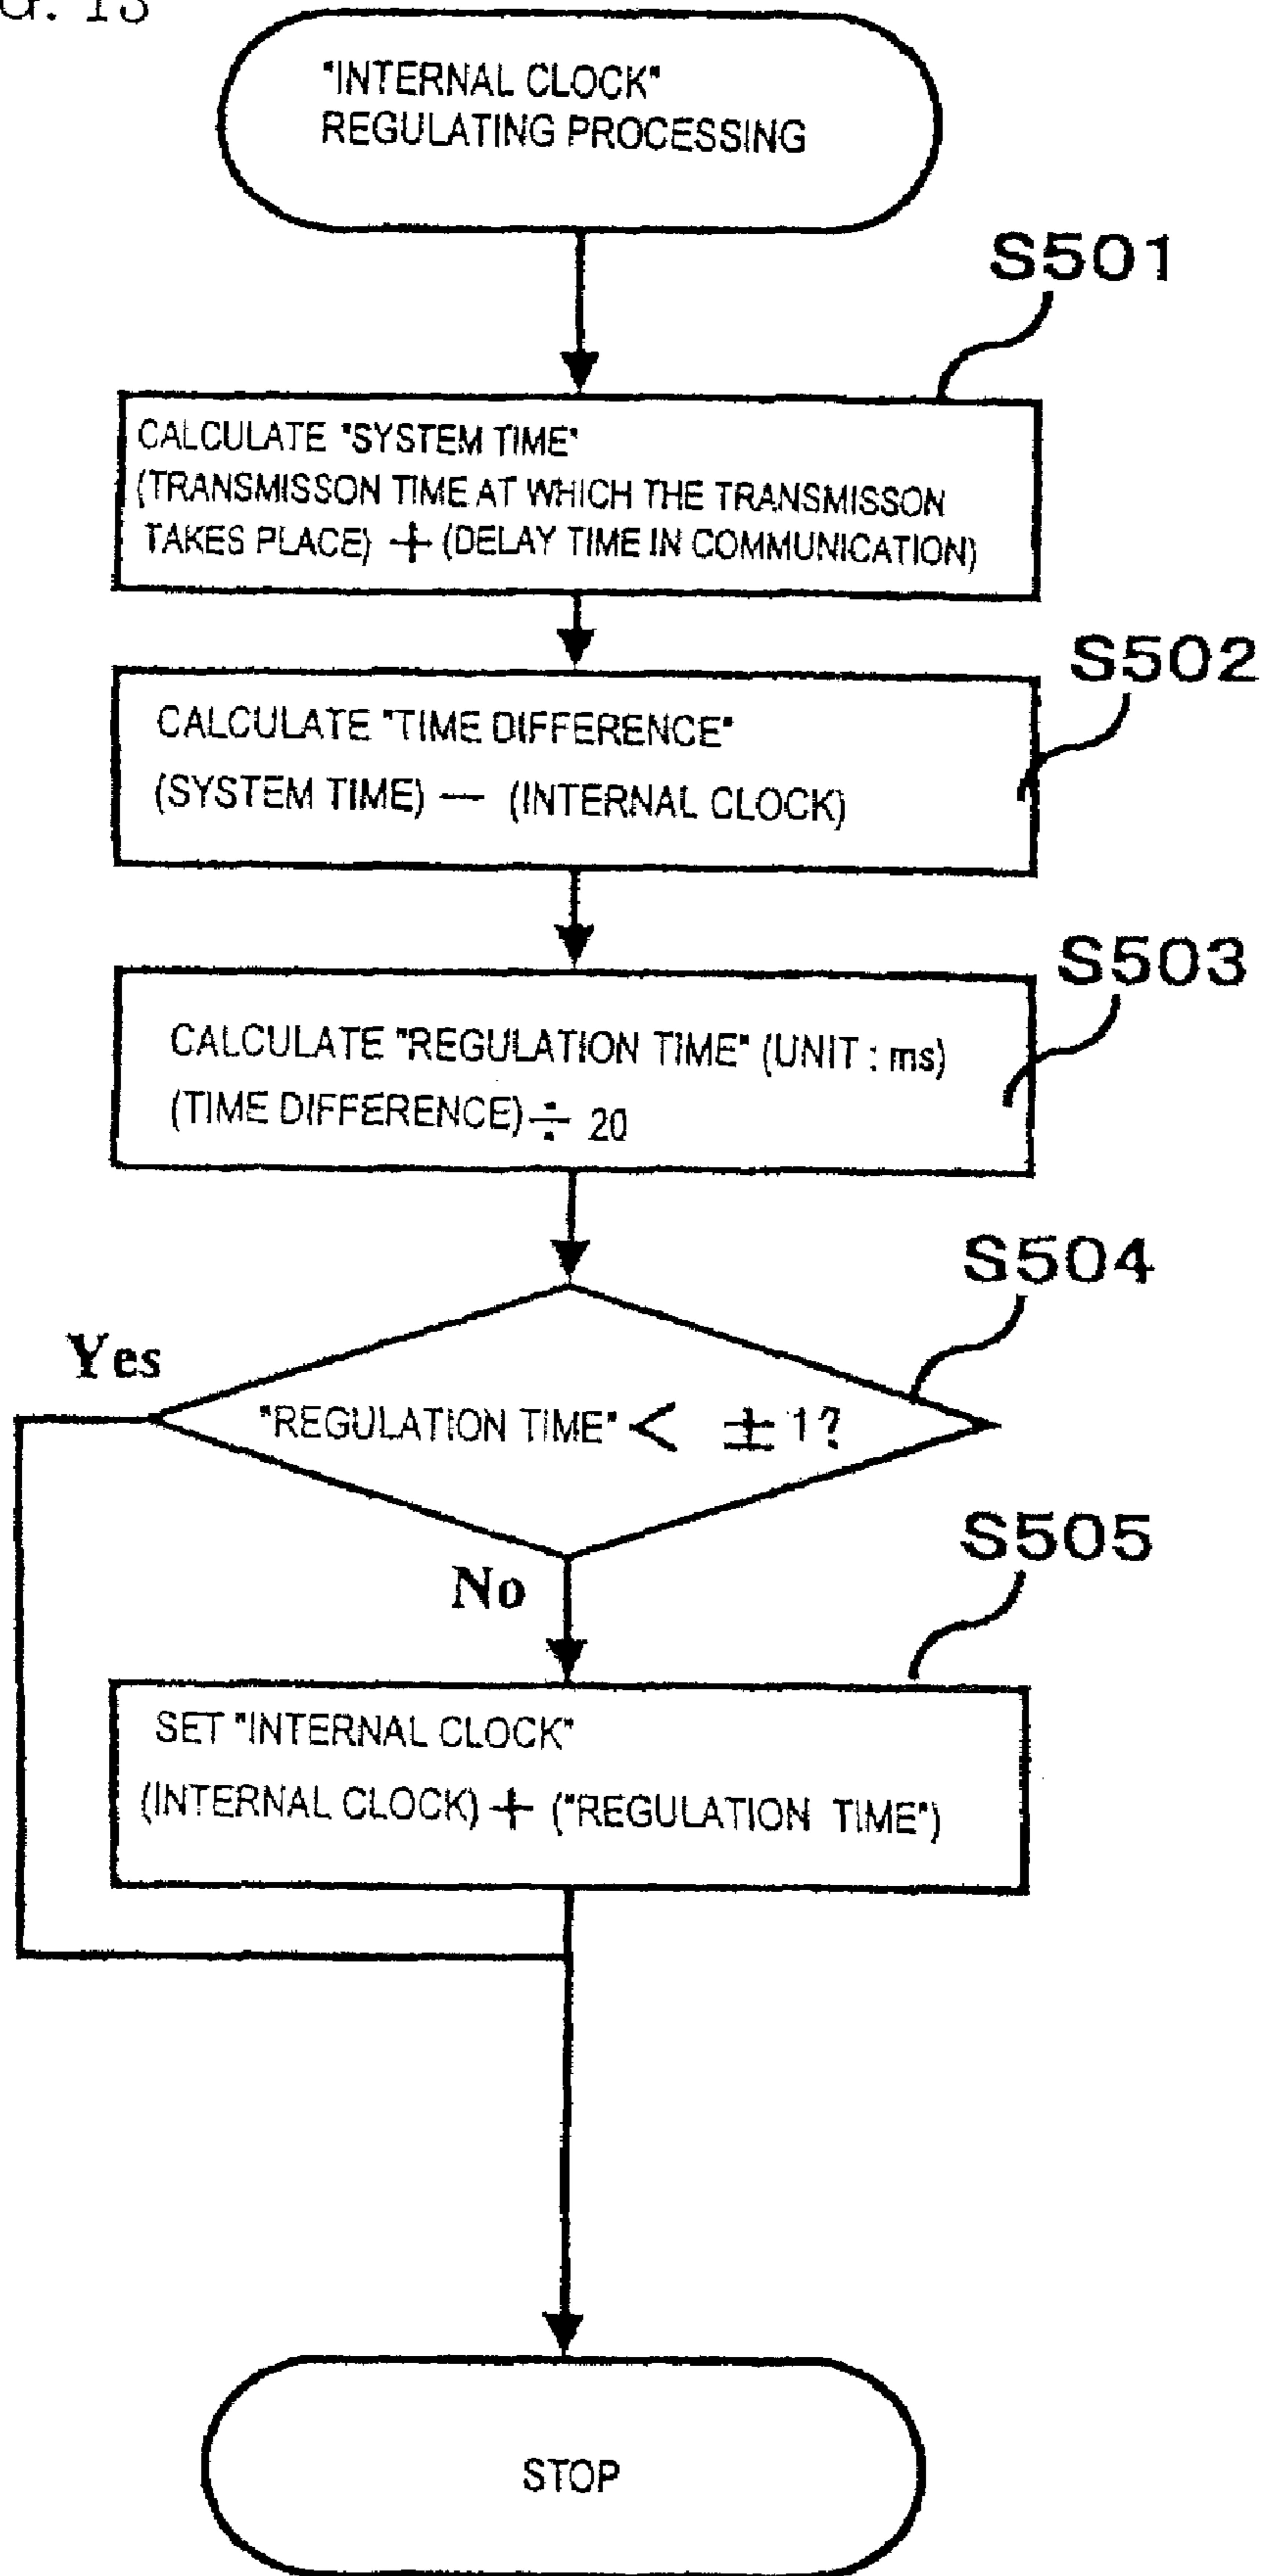 G. 13
"INTERNAL CLOCK"
REGULATING PROCESSING
S501
CALCULATE "SYSTEM TIME"
(TRANSMISSON TIME AT WHICH THE TRANSMISSON
TAKES PLACE) + (DELAY TIME IN COMMUNICATION)
S502
CALCULATE "TIME DIFFERENCE"
(SYSTEM TIME) — (INTERNAL CLOCK)
S503
CALCULATE "REGULATION TIME" (UNIT : ms)
(TIME DIFFERENCE) ÷ 20
S504
Yes
"REGULATION TIME" < ± 1?
No
S505
SET "INTERNAL CLOCK"
(INTERNAL CLOCK) + ("REGULATION TIME")
STOP